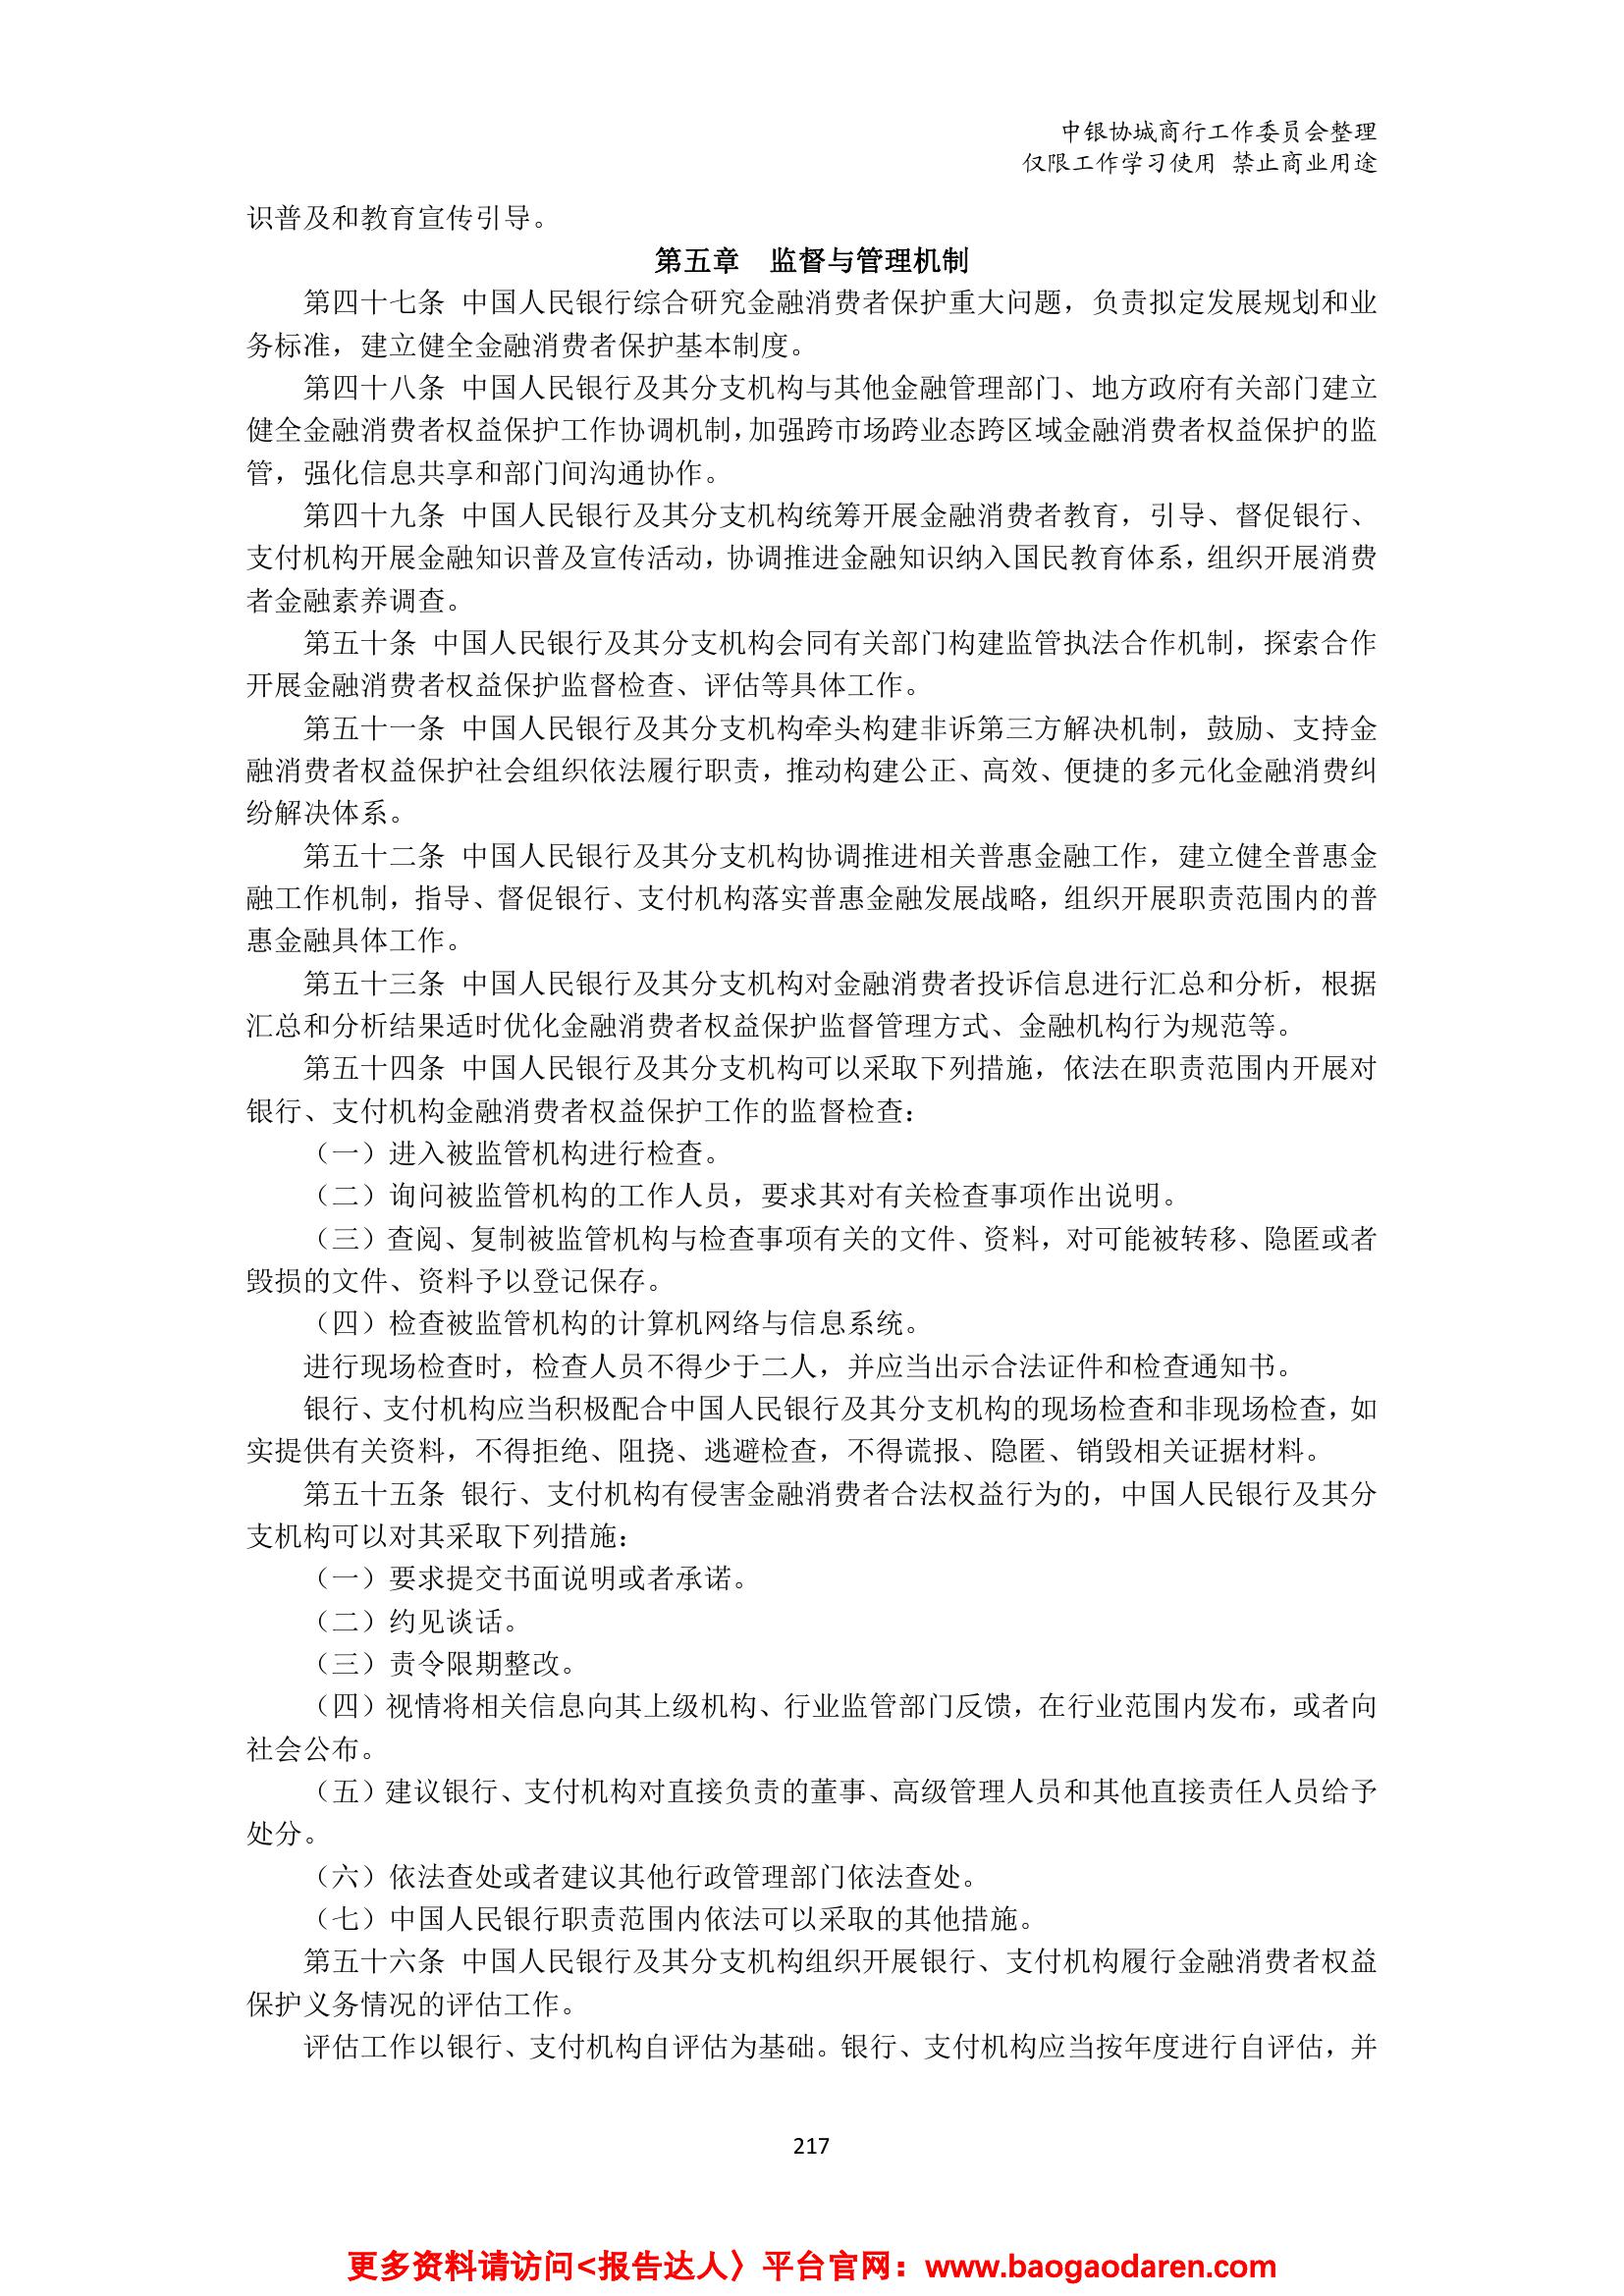 中银协城商行工作委员会整理
仅限工作学习使用 禁止商业用途
识普及和教育宣传引导。
第五章 监督与管理机制
第四十七条 中国人民银行综合研究金融消费者保护重大问题，负责拟定发展规划和业
务标准，建立健全金融消费者保护基本制度。
第四十八条 中国人民银行及其分支机构与其他金融管理部门、地方政府有关部门建立
健全金融消费者权益保护工作协调机制，加强跨市场跨业态跨区域金融消费者权益保护的监
管，强化信息共享和部门间沟通协作。
第四十九条 中国人民银行及其分支机构统筹开展金融消费者教育，引导、督促银行、
支付机构开展金融知识普及宣传活动，协调推进金融知识纳入国民教育体系，组织开展消费
者金融素养调查。
第五十条 中国人民银行及其分支机构会同有关部门构建监管执法合作机制，探索合作
开展金融消费者权益保护监督检查、评估等具体工作。
第五十一条 中国人民银行及其分支机构牵头构建非诉第三方解决机制，鼓励、支持金
融消费者权益保护社会组织依法履行职责，推动构建公正、高效、便捷的多元化金融消费纠
纷解决体系。
第五十二条 中国人民银行及其分支机构协调推进相关普惠金融工作，建立健全普惠金
融工作机制，指导、督促银行、支付机构落实普惠金融发展战略，组织开展职责范围内的普
惠金融具体工作。
第五十三条 中国人民银行及其分支机构对金融消费者投诉信息进行汇总和分析，根据
汇总和分析结果适时优化金融消费者权益保护监督管理方式、金融机构行为规范等。
第五十四条 中国人民银行及其分支机构可以采取下列措施，依法在职责范围内开展对
银行、支付机构金融消费者权益保护工作的监督检查：
（一）进入被监管机构进行检查。
（二）询问被监管机构的工作人员，要求其对有关检查事项作出说明。
（三）查阅、复制被监管机构与检查事项有关的文件、资料，对可能被转移、隐匿或者
毁损的文件、资料予以登记保存。
（四）检查被监管机构的计算机网络与信息系统。
进行现场检查时，检查人员不得少于二人，并应当出示合法证件和检查通知书。
银行、支付机构应当积极配合中国人民银行及其分支机构的现场检查和非现场检查，如
实提供有关资料，不得拒绝、阻挠、逃避检查，不得谎报、隐匿、销毁相关证据材料。
第五十五条 银行、支付机构有侵害金融消费者合法权益行为的，中国人民银行及其分
支机构可以对其采取下列措施：
（一）要求提交书面说明或者承诺。
（二）约见谈话。
（三）责令限期整改。
（四）视情将相关信息向其上级机构、行业监管部门反馈，在行业范围内发布，或者向
社会公布。
（五）建议银行、支付机构对直接负责的董事、高级管理人员和其他直接责任人员给予
处分。
（六）依法查处或者建议其他行政管理部门依法查处。
（七）中国人民银行职责范围内依法可以采取的其他措施。
第五十六条 中国人民银行及其分支机构组织开展银行、支付机构履行金融消费者权益
保护义务情况的评估工作。
评估工作以银行、支付机构自评估为基础。银行、支付机构应当按年度进行自评估，并
217
更多资料请访问<报告达人〉平台官网：www.baogaodaren.com